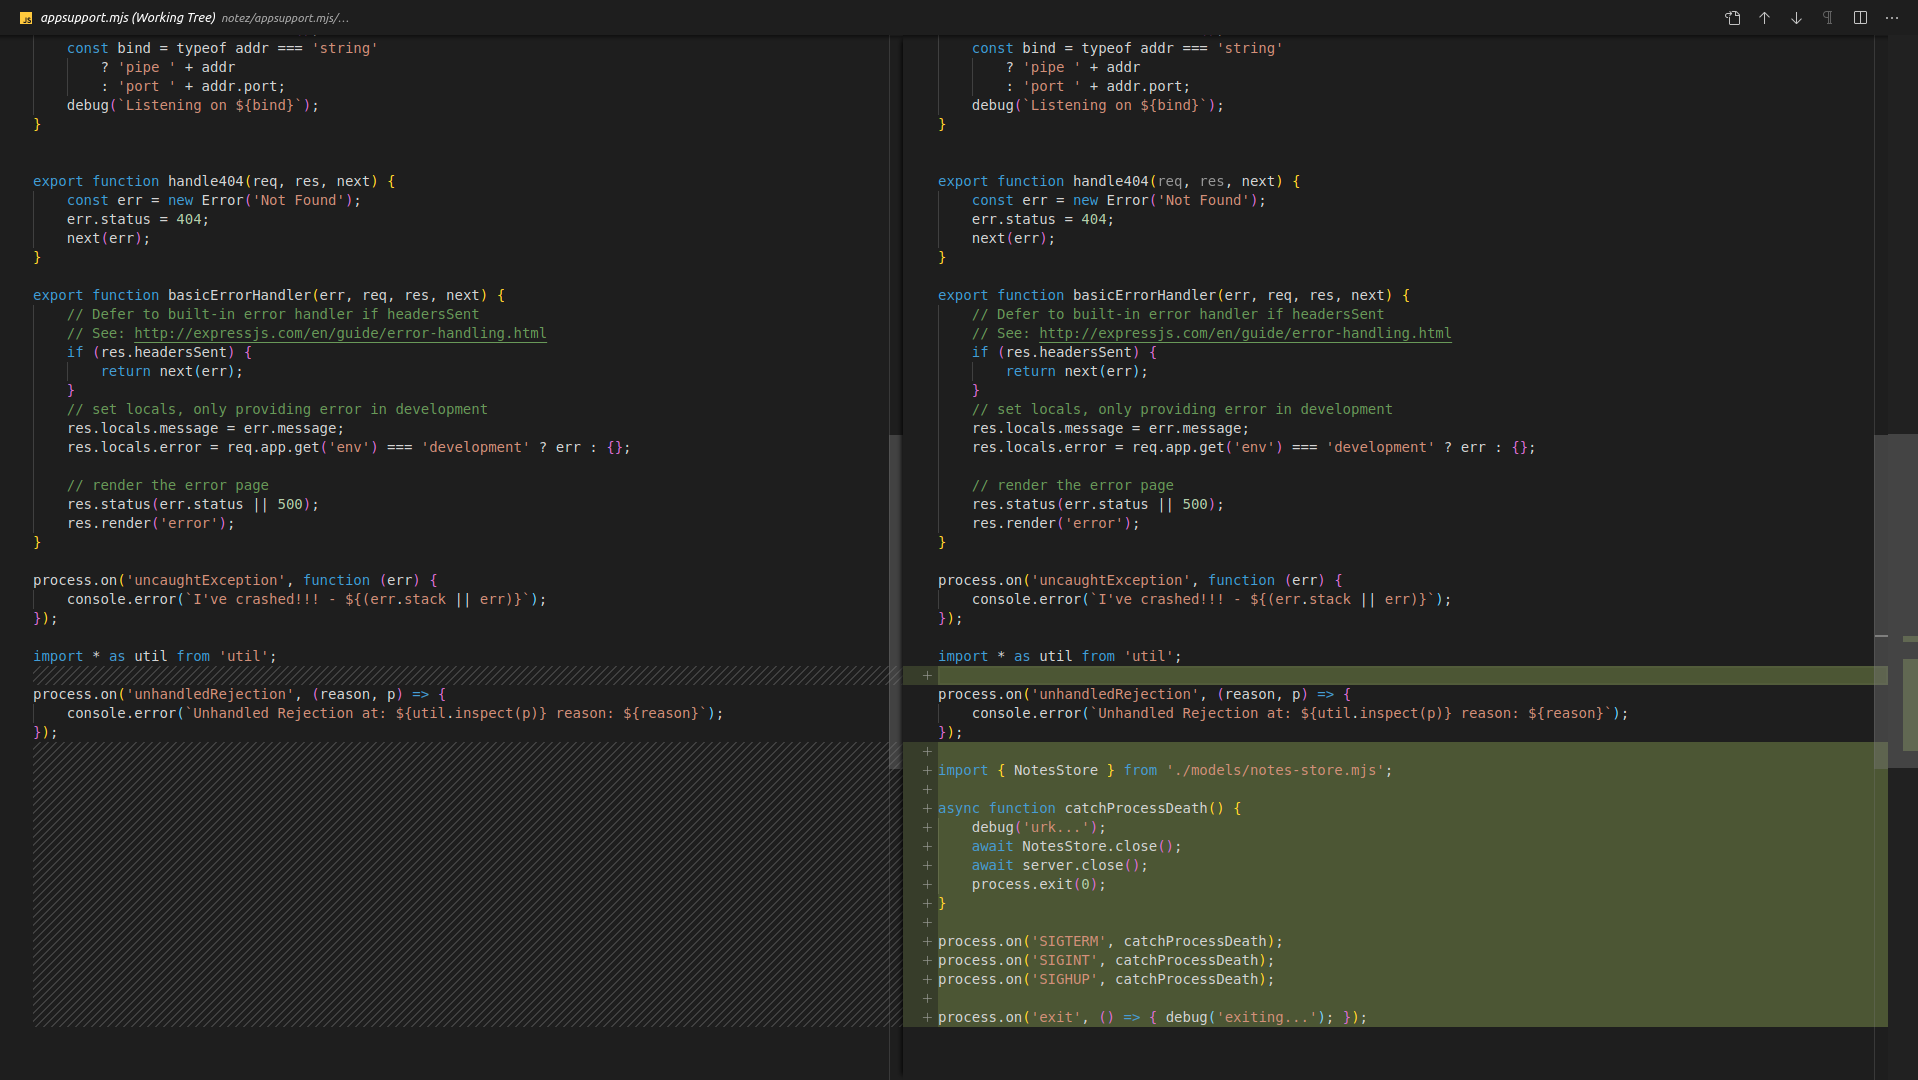 appsupport.mjs (Working Tree) notez/appsupport.mjs/...
const bind = typeof addr === 'string'
? 'pipe ' + addr
: 'port ' + addr.port;
debug(`Listening on ${bind}`);
}
export function handle404(req, res, next) {
const err = new Error('Not Found');
err.status = 404;
next(err);
}
export function basicErrorHandler(err, req, res, next) {
// Defer to built-in error handler if headersSent
// See: http://expressjs.com/en/guide/error-handling.html
if (res.headersSent) {
return next(err);
}
// set locals, only providing error in development
res.locals.message = err.message;
res.locals.error = req.app.get('env') === 'development' ? err : {};
// render the error page
res.status(err.status || 500);
res.render('error');
}
process.on('uncaughtException', function (err) {
console.error(`I've crashed!!! - ${(err.stack || err)}`);
});
import * as util from 'util';
process.on('unhandledRejection', (reason, p) => {
console.error(`Unhandled Rejection at: ${util.inspect(p)} reason: ${reason}`);
});
const bind = typeof addr === 'string'
? 'pipe ' + addr
: 'port ' + addr.port;
debug(`Listening on ${bind}`);
}
export function handle404(req, res, next) {
const err = new Error('Not Found');
err.status = 404;
next(err);
}
export function basicErrorHandler(err, req, res, next) {
// Defer to built-in error handler if headersSent
// See: http://expressjs.com/en/guide/error-handling.html
if (res.headersSent) {
return next(err);
}
// set locals, only providing error in development
res.locals.message = err.message;
res.locals.error = req.app.get('env') === 'development' ? err : {};
// render the error page
res.status(err.status || 500);
res.render('error');
}
process.on('uncaughtException', function (err) {
console.error(`I've crashed!!! - ${(err.stack || err)}`);
});
import * as util from 'util';
+
process.on('unhandledRejection', (reason, p) => {
console.error(`Unhandled Rejection at: ${util.inspect(p)} reason: ${reason}`);
});
+
+ import { NotesStore } from './models/notes-store.mjs';
+
+ async function catchProcessDeath() {
+ debug('urk...');
+ await NotesStore.close();
+ await server.close();
+ process.exit(0);
+ }
+
+ process.on('SIGTERM', catchProcessDeath);
+ process.on('SIGINT', catchProcessDeath);
+ process.on('SIGHUP', catchProcessDeath);
+
+ process.on('exit', () => { debug('exiting...'); });